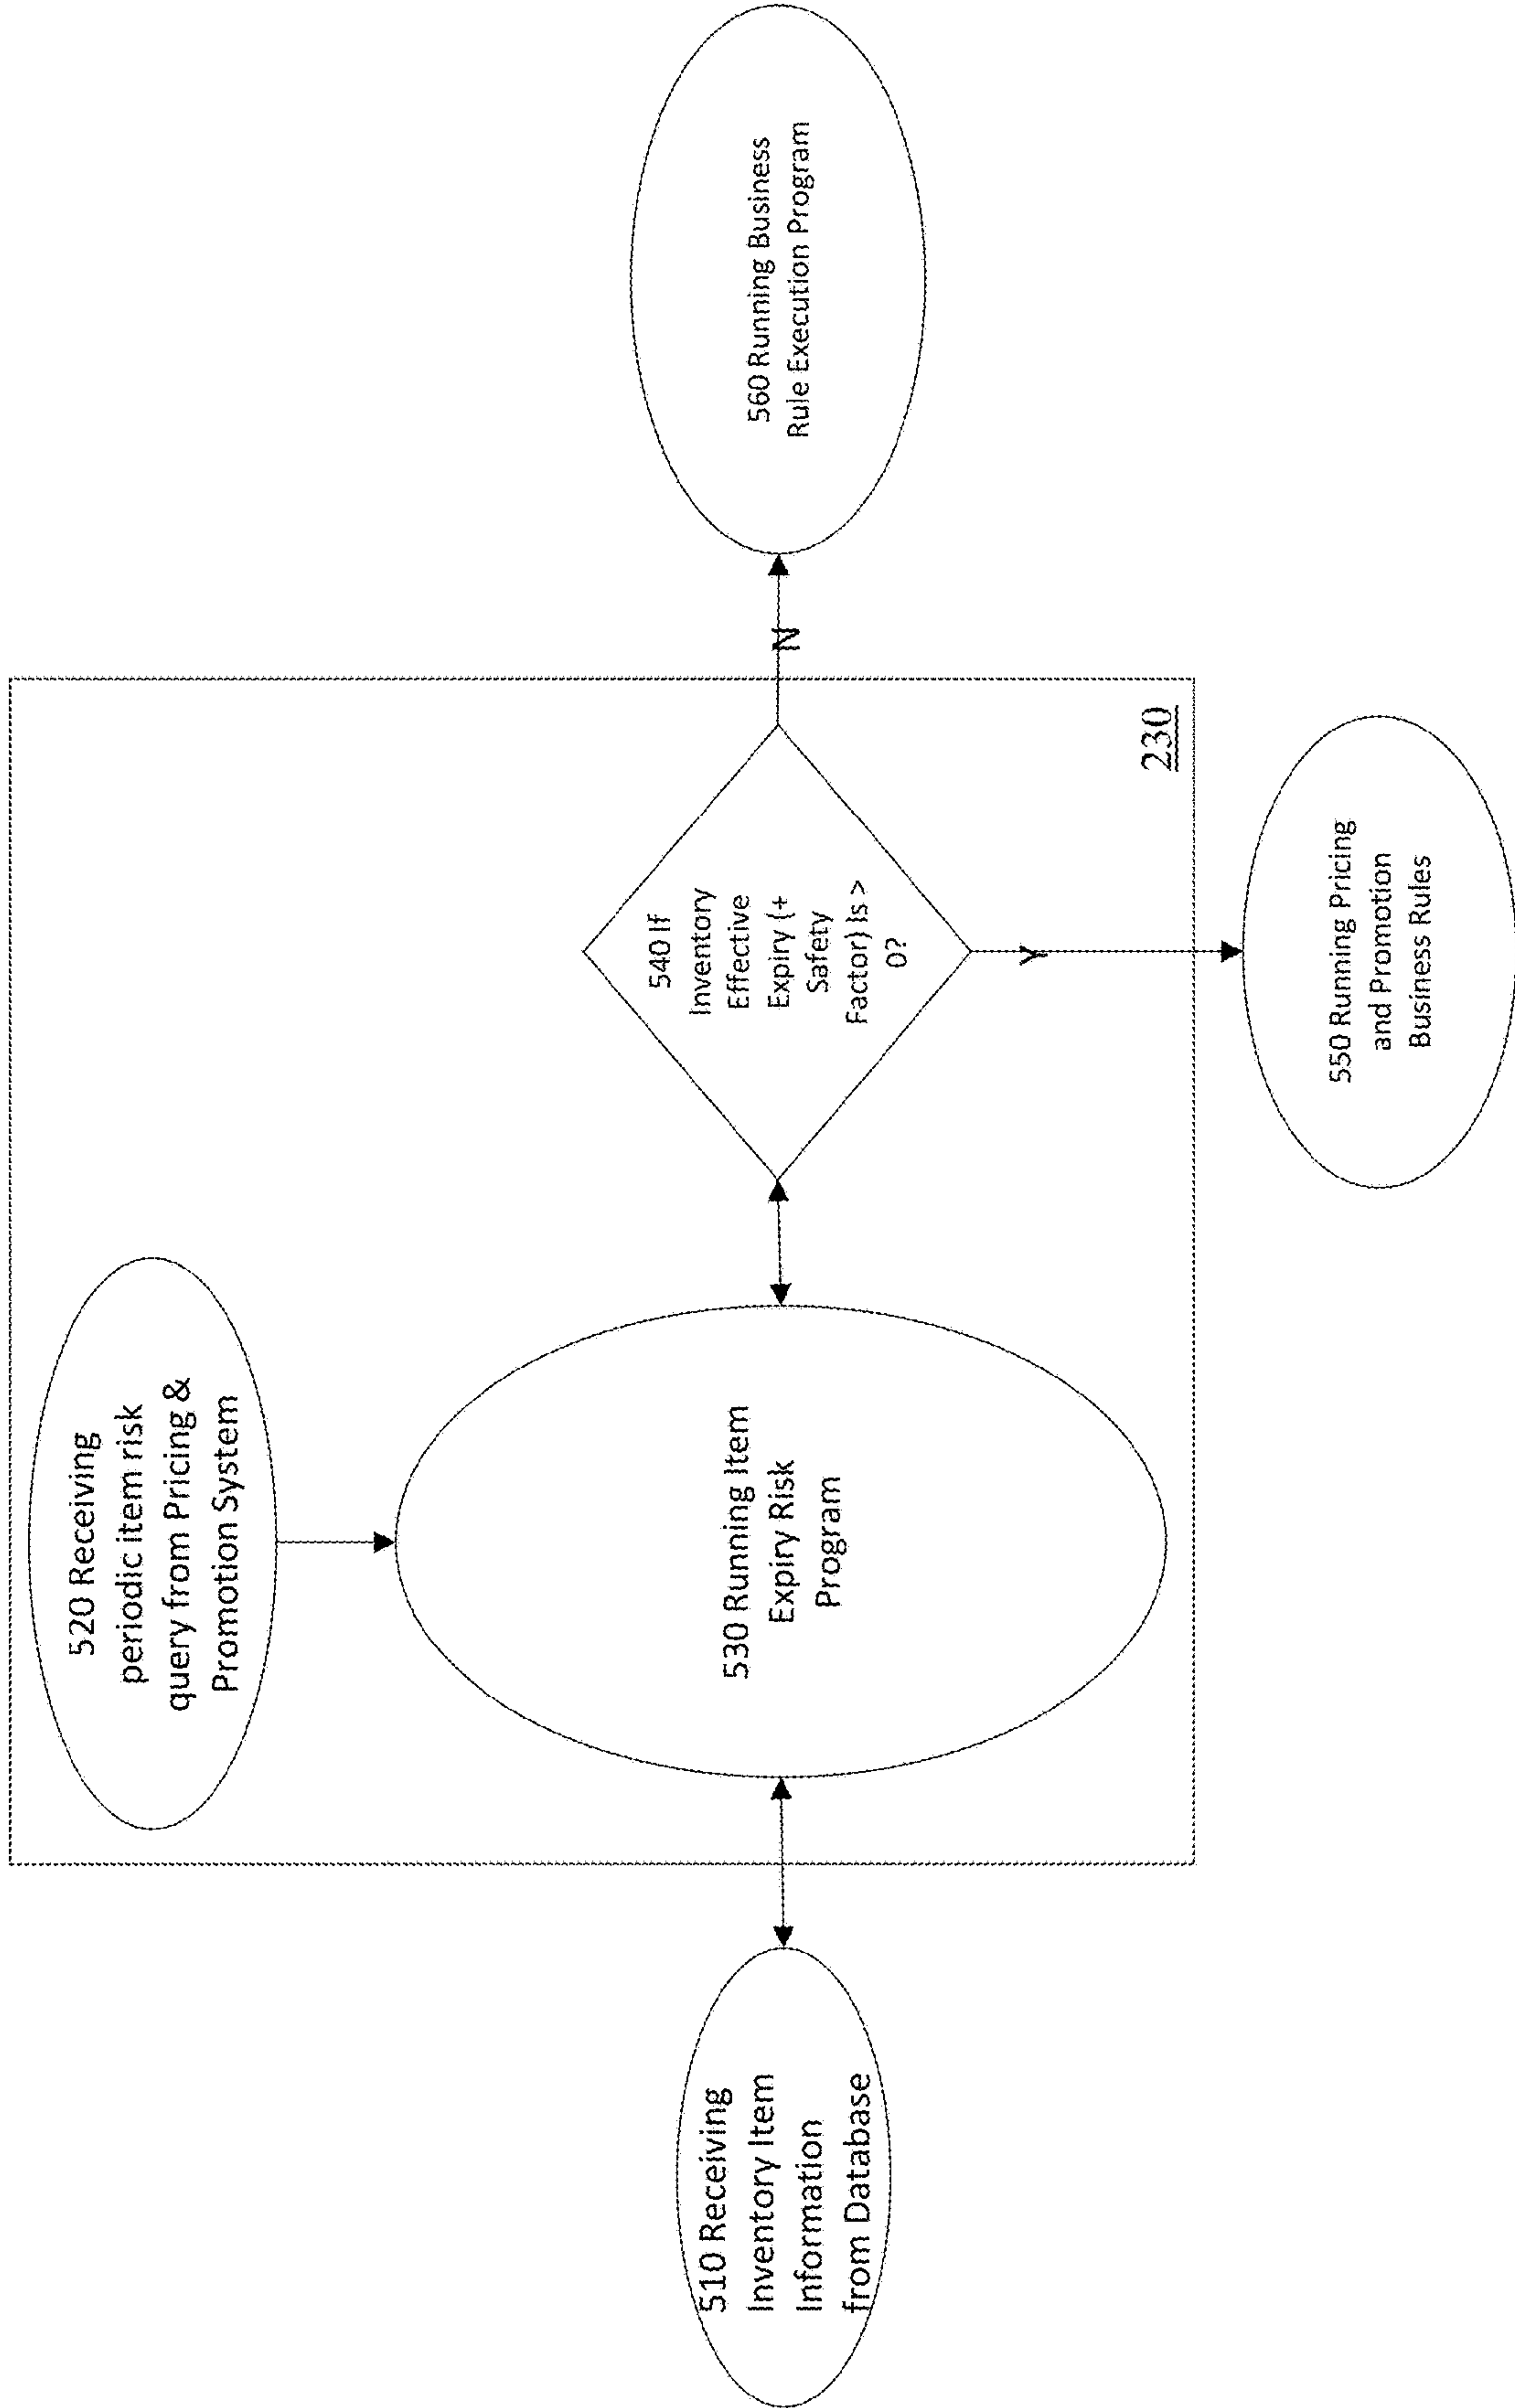 520 Receiving
periodic item risk
query from Pricing &
Promotion System
510 Receiving
Inventory Item
Information
from Database
530 Running Item
Expiry Risk
Program
540 If
Inventory
Effective
Expiry (+
Safety
Factor) Is >
0?
N
560 Running Business
Rule Execution Program
Y
230
550 Running Pricing
and Promotion
Business Rules